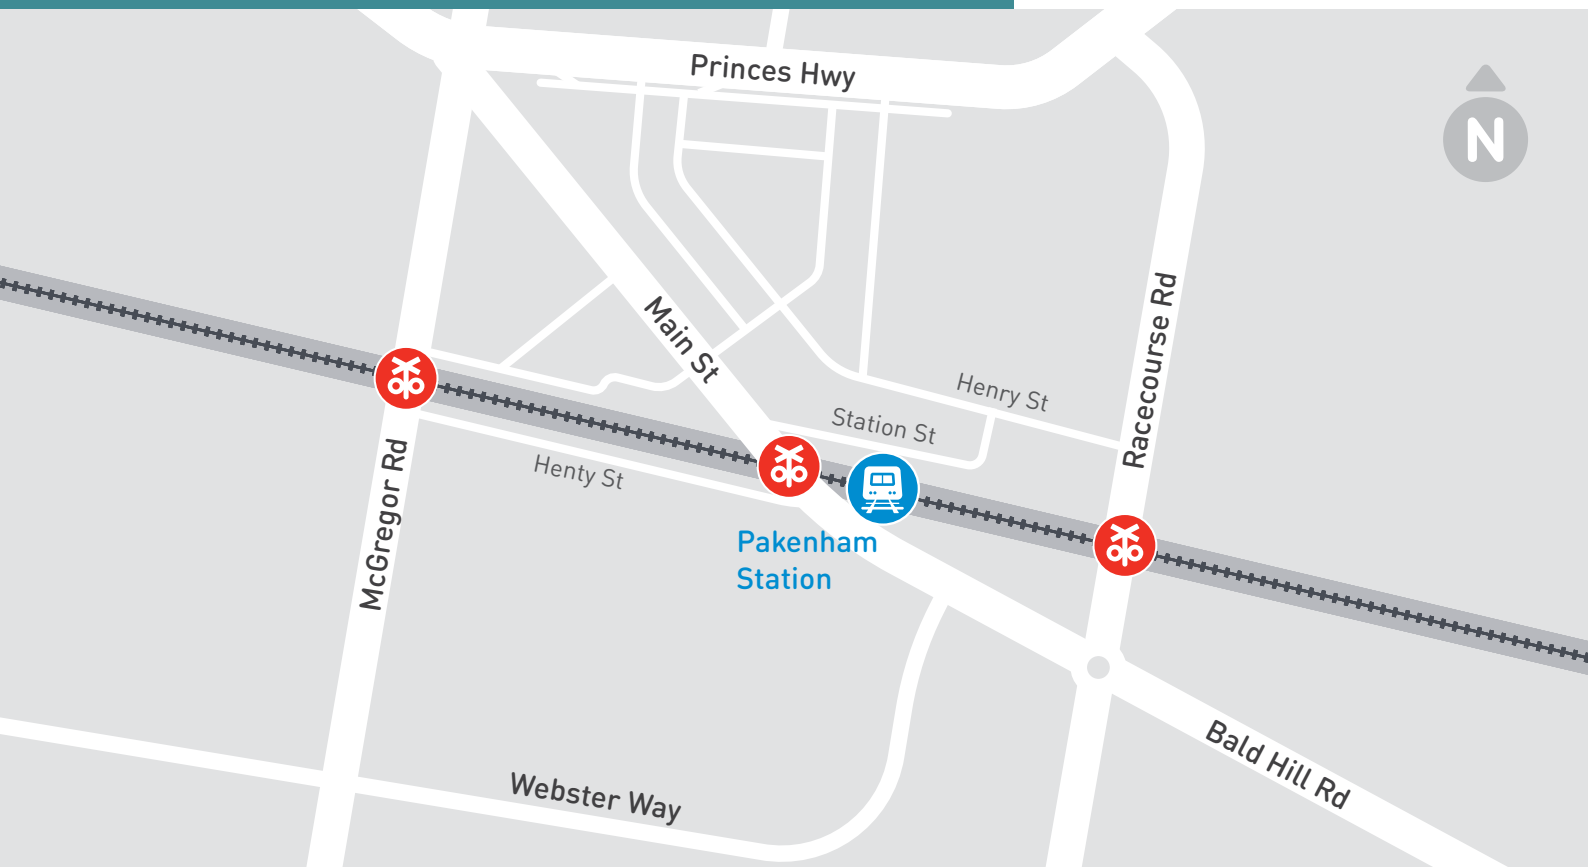 Princes Hwy
N
Main St
Racecourse Rd
Henry St
Station St
McGregor Rd
Henty St
Pakenham
Station
Bald Hill Rd
Webster Way